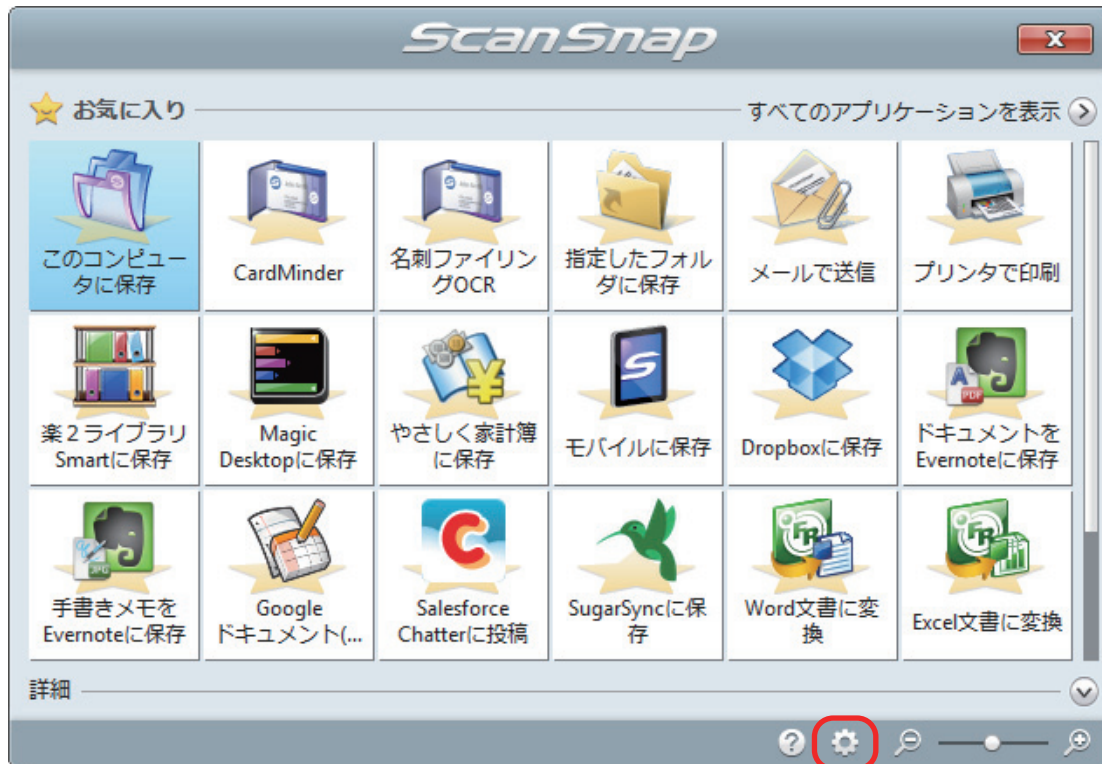 ScanSnap
お気に入り
すべてのアプリケーションを表示
このコンピュー
タに保存
CardMinder
名刺ファイリン
グOCR
指定したフォル
ダに保存
メールで送信
プリンタで印刷
楽2ライブラリ
Smartに保存
Magic
Desktopに保存
やさしく家計簿
に保存
モバイルに保存
Dropboxに保存
ドキュメントを
Evernoteに保存
手書きメモを
Evernoteに保存
Google
ドキュメント(...
Salesforce
Chatterに投稿
SugarSyncに保
存
Word文書に変
換
Excel文書に変換
詳細